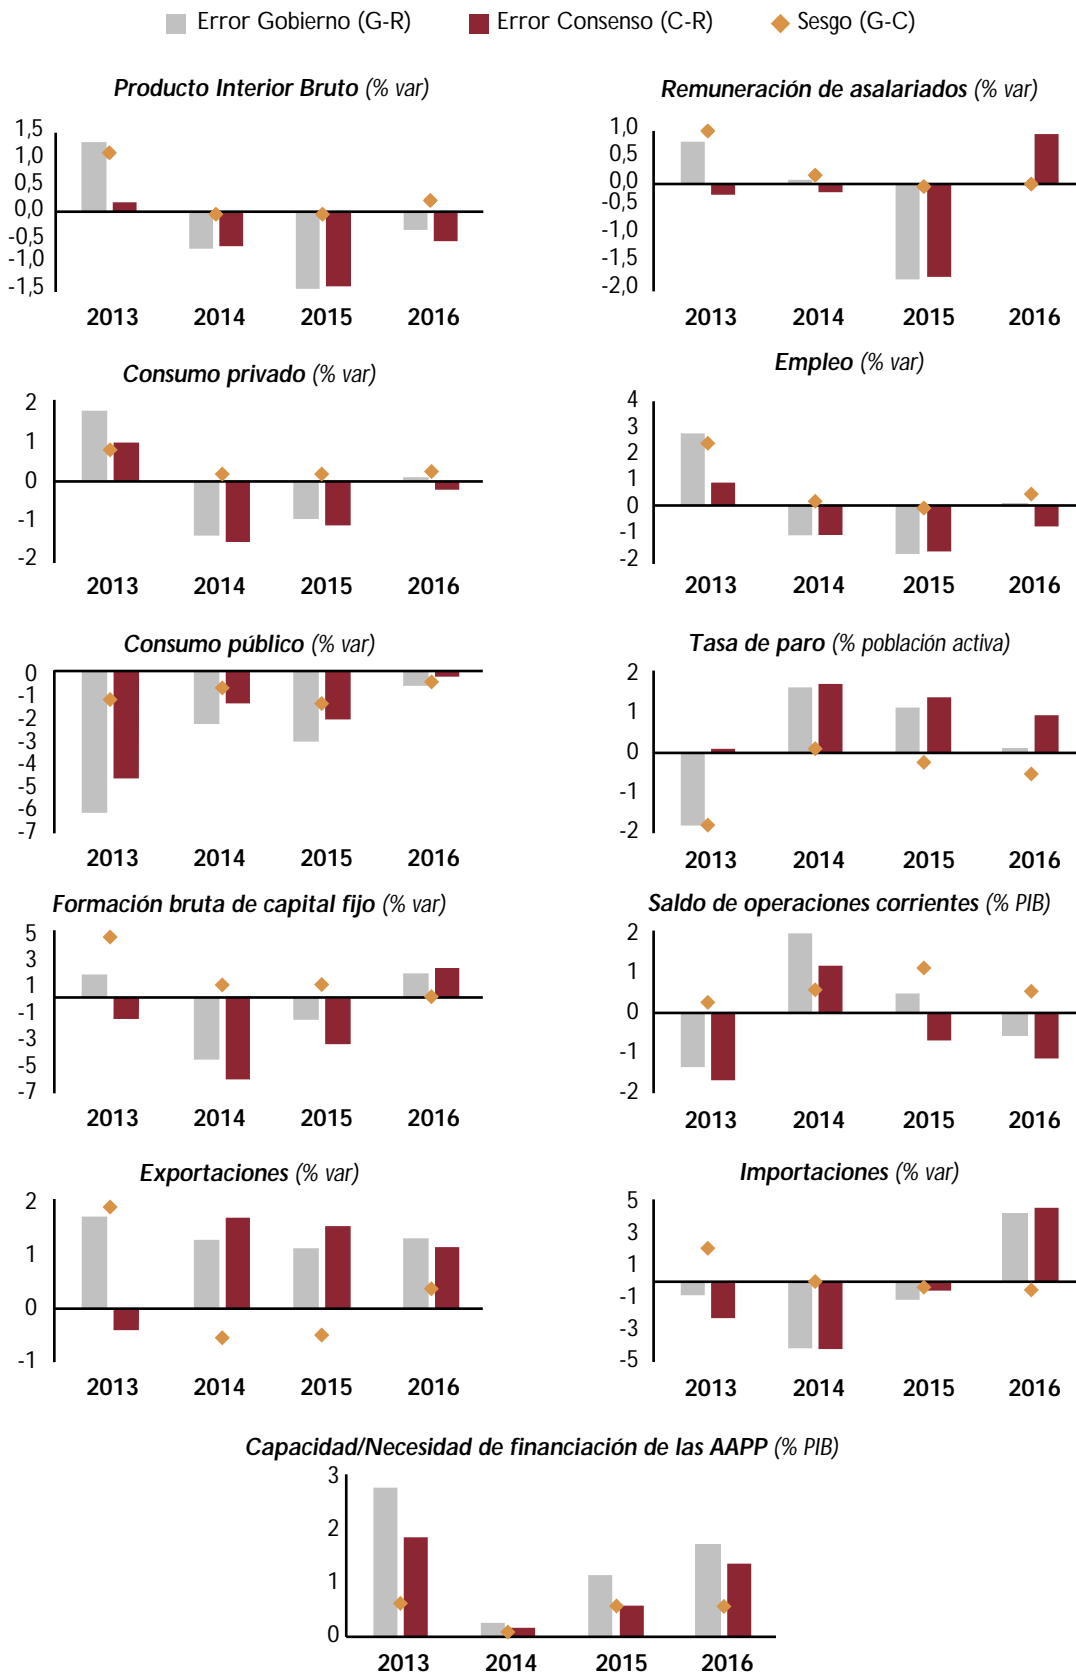 Error Gobierno (G-R) Error Consenso (C-R) Sesgo (G-C)
Producto Interior Bruto (% var)
1,5
1,0
0,5
0,0
-0,5
-1,0
-1,5
2013 2014 2015 2016
Remuneración de asalariados (% var)
1,0
0,5
0,0
-0,5
-1,0
-1,5
-2,0
2013 2014 2015 2016
Consumo privado (% var)
2
1
0
-1
-2
2013 2014 2015 2016
Empleo (% var)
4
3
2
1
0
-1
-2
2013 2014 2015 2016
Consumo público (% var)
0
-1
-2
-3
-4
-5
-6
-7
2013 2014 2015 2016
Tasa de paro (% población activa)
2
1
0
-1
-2
2013 2014 2015 2016
Formación bruta de capital fijo (% var)
5
3
1
-1
-3
-5
-7
2013 2014 2015 2016
Saldo de operaciones corrientes (% PIB)
2
1
0
-1
-2
2013 2014 2015 2016
Exportaciones (% var)
2
1
0
-1
2013 2014 2015 2016
Importaciones (% var)
5
3
1
-1
-3
-5
2013 2014 2015 2016
Capacidad/Necesidad de financiación de las AAPP (% PIB)
3
2
1
0
2013 2014 2015 2016